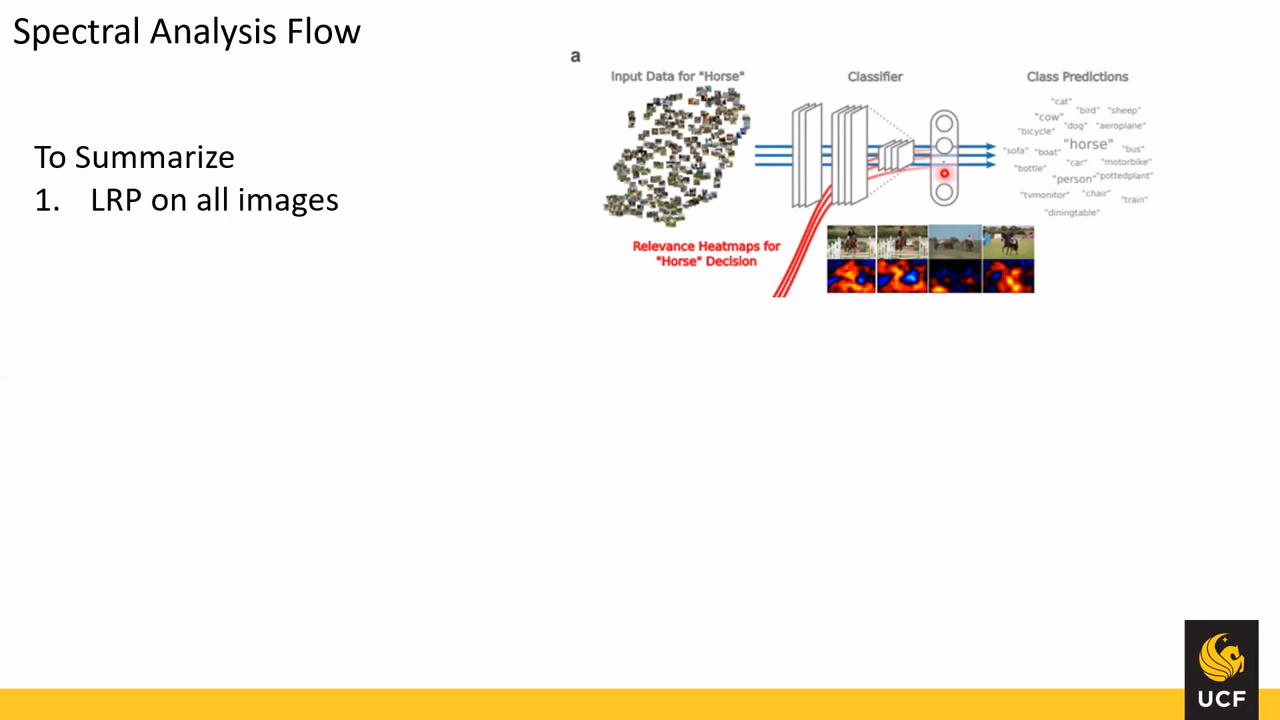 Spectral Analysis Flow
To Summarize
1. LRP on all images
a
Input Data for "Horse"
Classifier
Class Predictions
"cat"
"bird" "sheep"
"cow"
"dog" "aeroplane"
"bicycle"
"horse"
"sofa" "boat" "bus"
"car" "motorbike"
"bottle"
"person" "pottedplant"
"tvmonitor" "chair"
"train"
"diningtable"
Relevance Heatmaps for
"Horse" Decision
UCF